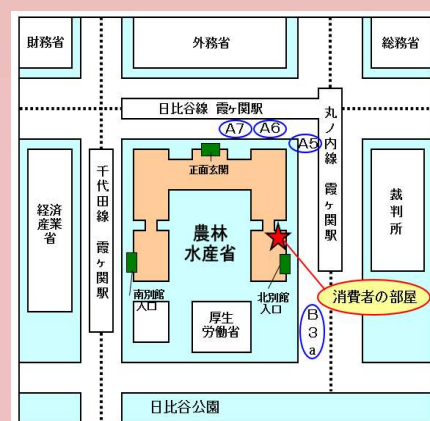 財務省
外務省
総務省
日比谷線 霞ヶ関駅
A7
A6
A5
丸ノ内線 霞ヶ関駅
千代田線 霞ヶ関駅
正面玄関
経済
産業
省
農林
水産省
裁判所
南別館
入口
北別館
入口
消費者の部屋
厚生
労働省
B3a
日比谷公園